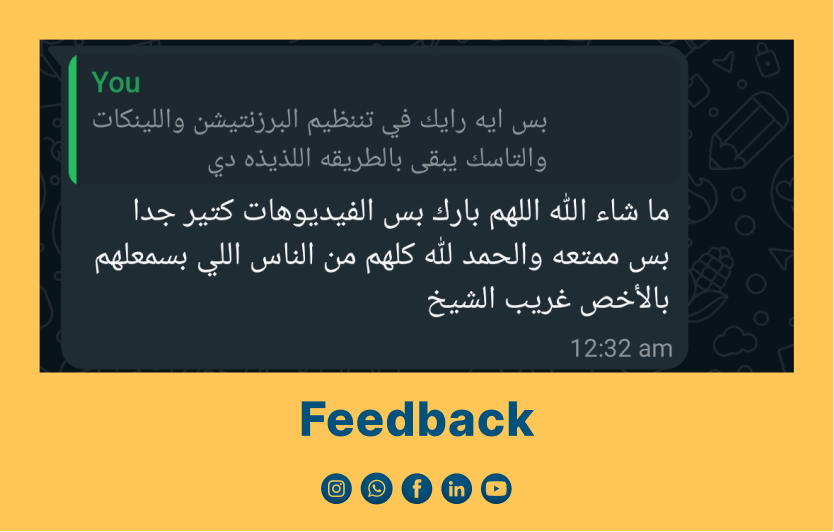 You
بس ايه رايك في تننظيم البرزنتيشن واللينكات
والتاسك يبقى بالطريقه اللذيذه دي
ما شاء الله اللهم بارك بس الفيديوهات كتير جدا
بس ممتعه والحمد لله كلهم من الناس اللي بسمعلهم
بالأخص غريب الشيخ
12:32 am
Feedback